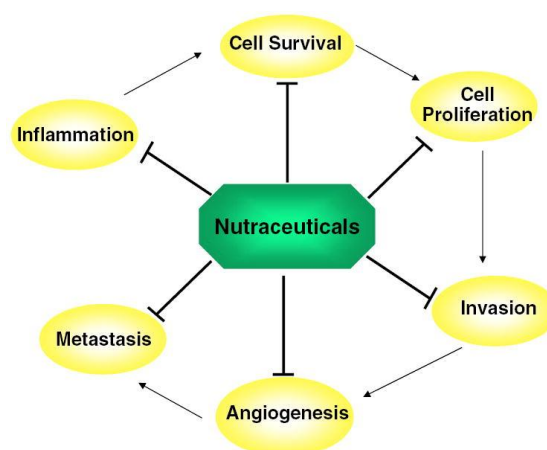 Cell Survival
Cell
Proliferation
Inflammation
Nutraceuticals
Invasion
Metastasis
Angiogenesis